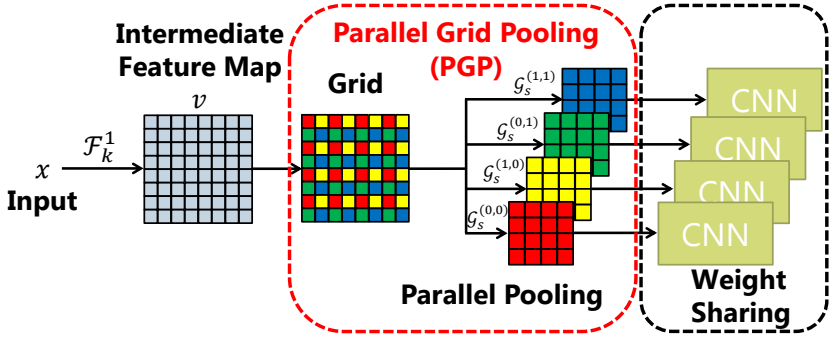 Intermediate
Feature Map
v
x
Input
ℱ_k^1
Parallel Grid Pooling
(PGP)
Grid
𝒢_s^(1,1)
𝒢_s^(0,1)
𝒢_s^(1,0)
𝒢_s^(0,0)
Parallel Pooling
CNN
CNN
CNN
CNN
Weight
Sharing